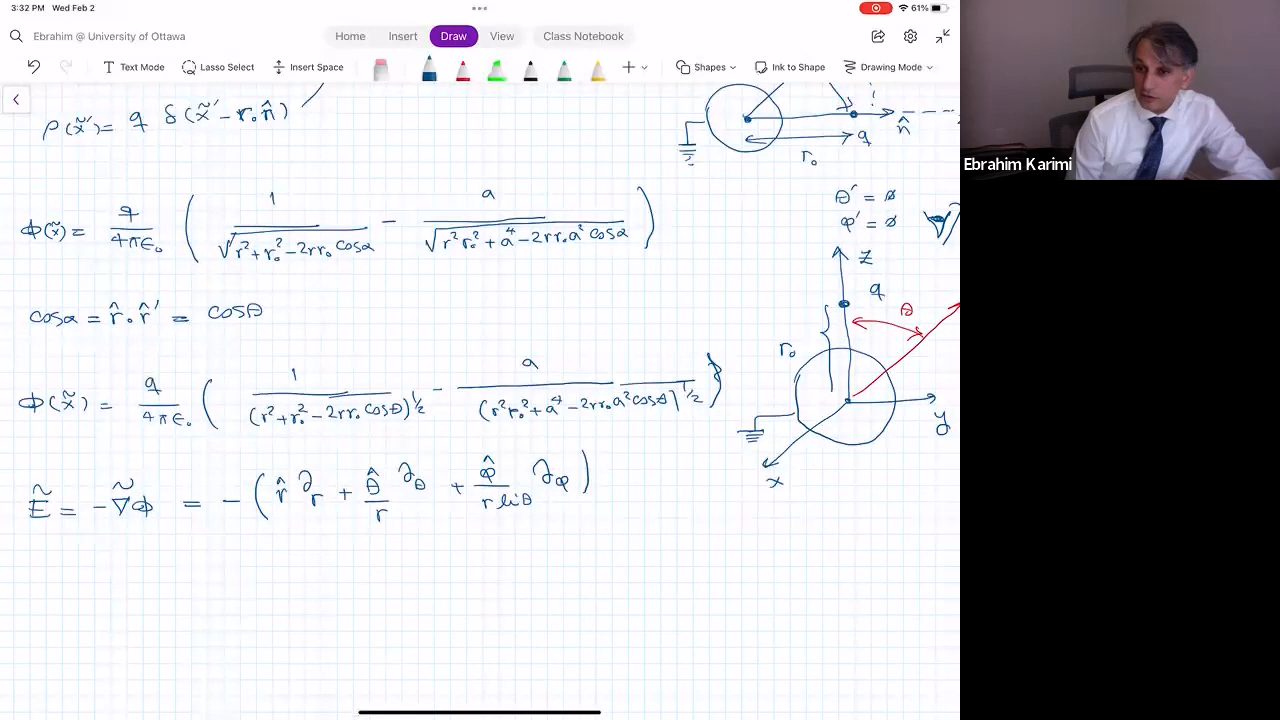 3:32 PM Wed Feb 2
61%
Ebrahim @ University of Ottawa
Home Insert Draw View Class Notebook
Text Mode Lasso Select Insert Space Shapes Ink to Shape Drawing Mode
ρ(x̃′) = q δ(x̃′ − r₀n̂)
n̂
q
r₀
Φ(x̃) = q/4πϵ₀ ( 1/√(r² + r₀² − 2rr₀ cosα) − a/√(r²r₀² + a⁴ − 2rr₀a² cosα) )
θ′ = ø
φ′ = ø
z
q
θ
r₀
y
x
cosα = r̂ · r̂′ = cosθ
Φ(x̃) = q/4πϵ₀ ( 1/(r² + r₀² − 2rr₀ cosθ)^1/2 − a/(r²r₀² + a⁴ − 2rr₀a² cosθ)^1/2 }
Ẽ = −∇̃Φ = −( r̂ ∂r + θ̂/r ∂θ + φ̂/r sinθ ∂φ )
Ebrahim Karimi